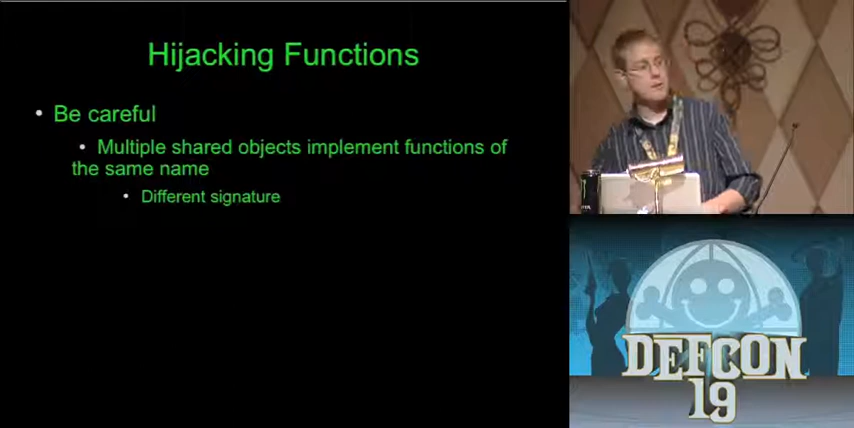 Hijacking Functions
• Be careful
• Multiple shared objects implement functions of
the same name
• Different signature
DEFCON
19